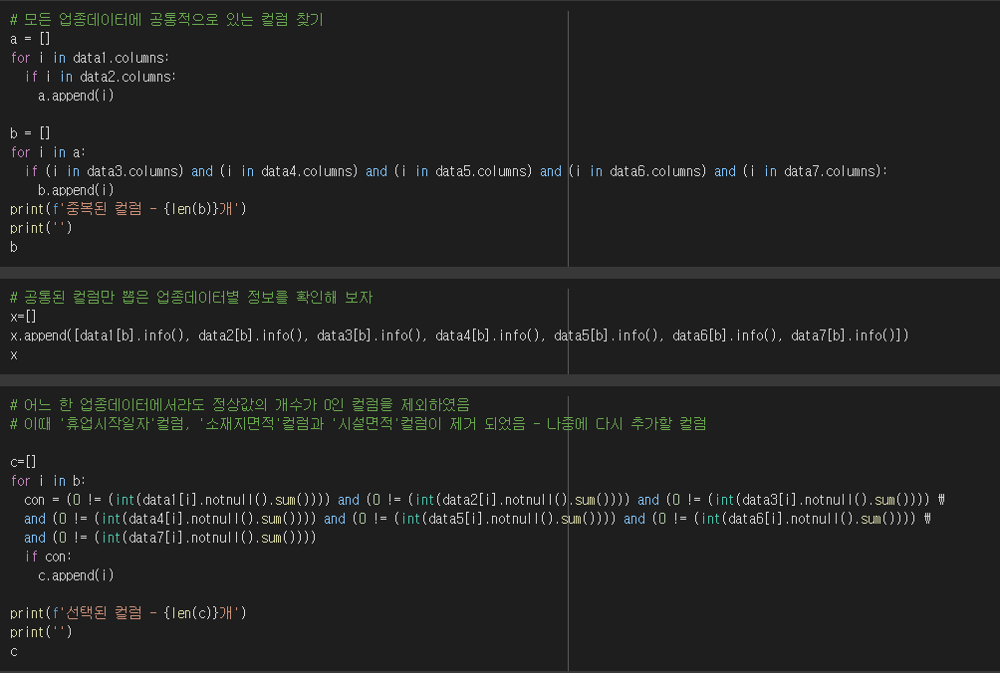 # 모든 업종데이터에 공통적으로 있는 컬럼 찾기
a = []
for i in data1.columns:
  if i in data2.columns:
    a.append(i)
b = []
for i in a:
  if (i in data3.columns) and (i in data4.columns) and (i in data5.columns) and (i in data6.columns) and (i in data7.columns):
    b.append(i)
print(f'중복된 컬럼 - {len(b)}개')
print('')
b
# 공통된 컬럼만 뽑은 업종데이터별 정보를 확인해 보자
x=[]
x.append([data1[b].info(), data2[b].info(), data3[b].info(), data4[b].info(), data5[b].info(), data6[b].info(), data7[b].info()])
x
# 어느 한 업종데이터에서라도 정상값의 개수가 0인 컬럼을 제외하였음
# 이때 '휴업시작일자'컬럼, '소재지면적'컬럼과 '시설면적'컬럼이 제거 되었음 - 나중에 다시 추가할 컬럼
c=[]
for i in b:
  con = (0 != (int(data1[i].notnull().sum()))) and (0 != (int(data2[i].notnull().sum()))) and (0 != (int(data3[i].notnull().sum()))) ₩
  and (0 != (int(data4[i].notnull().sum()))) and (0 != (int(data5[i].notnull().sum()))) and (0 != (int(data6[i].notnull().sum()))) ₩
  and (0 != (int(data7[i].notnull().sum())))
  if con:
    c.append(i)
print(f'선택된 컬럼 - {len(c)}개')
print('')
c